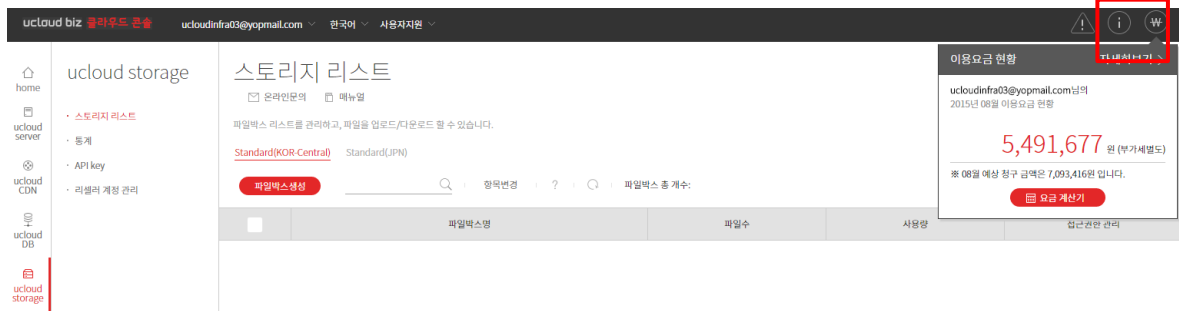 ucloud biz 클라우드 콘솔 ucloudinfra03@yopmail.com 한국어 사용자지원
home
ucloud server
ucloud CDN
ucloud DB
ucloud storage
ucloud storage
· 스토리지 리스트
· 통계
· API key
· 리셀러 계정 관리
스토리지 리스트
온라인문의 매뉴얼
파일박스 리스트를 관리하고, 파일을 업로드/다운로드 할 수 있습니다.
Standard(KOR-Central) Standard(JPN)
파일박스생성 항목변경 ? 파일박스 총 개수:
파일박스명 파일수 사용량 접근권한 관리
이용요금 현황 자세히보기 >
ucloudinfra03@yopmail.com님의
2015년 08월 이용요금 현황
5,491,677 원 (부가세별도)
※ 08월 예상 청구 금액은 7,093,416원 입니다.
요금 계산기